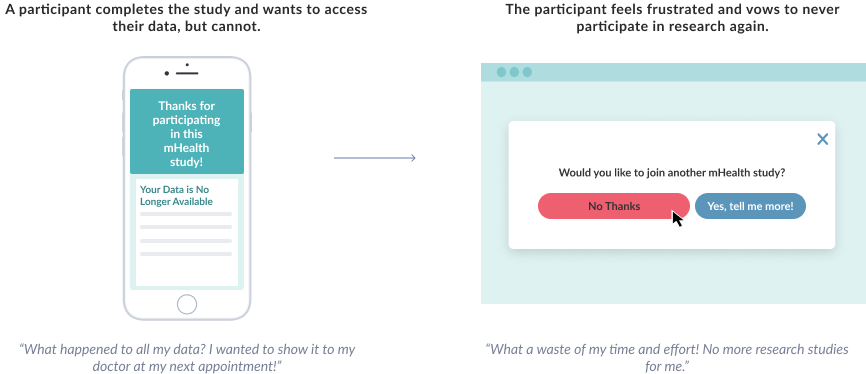 A participant completes the study and wants to access
their data, but cannot.
Thanks for
participating
in this
mHealth
study!
Your Data is No
Longer Available
“What happened to all my data? I wanted to show it to my
doctor at my next appointment!”
The participant feels frustrated and vows to never
participate in research again.
Would you like to join another mHealth study?
No Thanks
Yes, tell me more!
“What a waste of my time and effort! No more research studies
for me.”